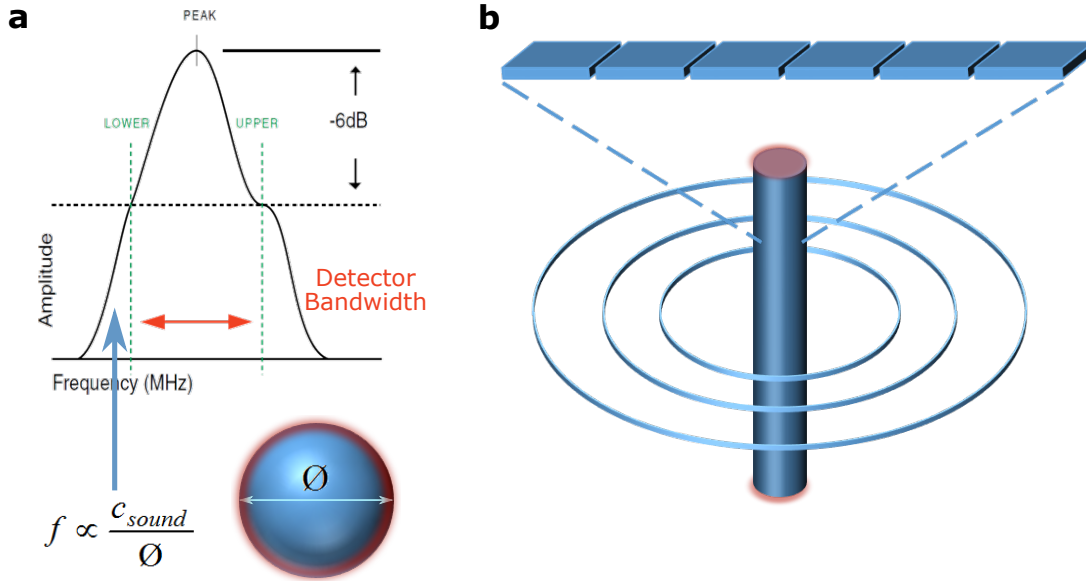 a
PEAK
LOWER
UPPER
-6dB
Amplitude
Detector
Bandwidth
Frequency (MHz)
f ∝ c_sound / Ø
Ø
b